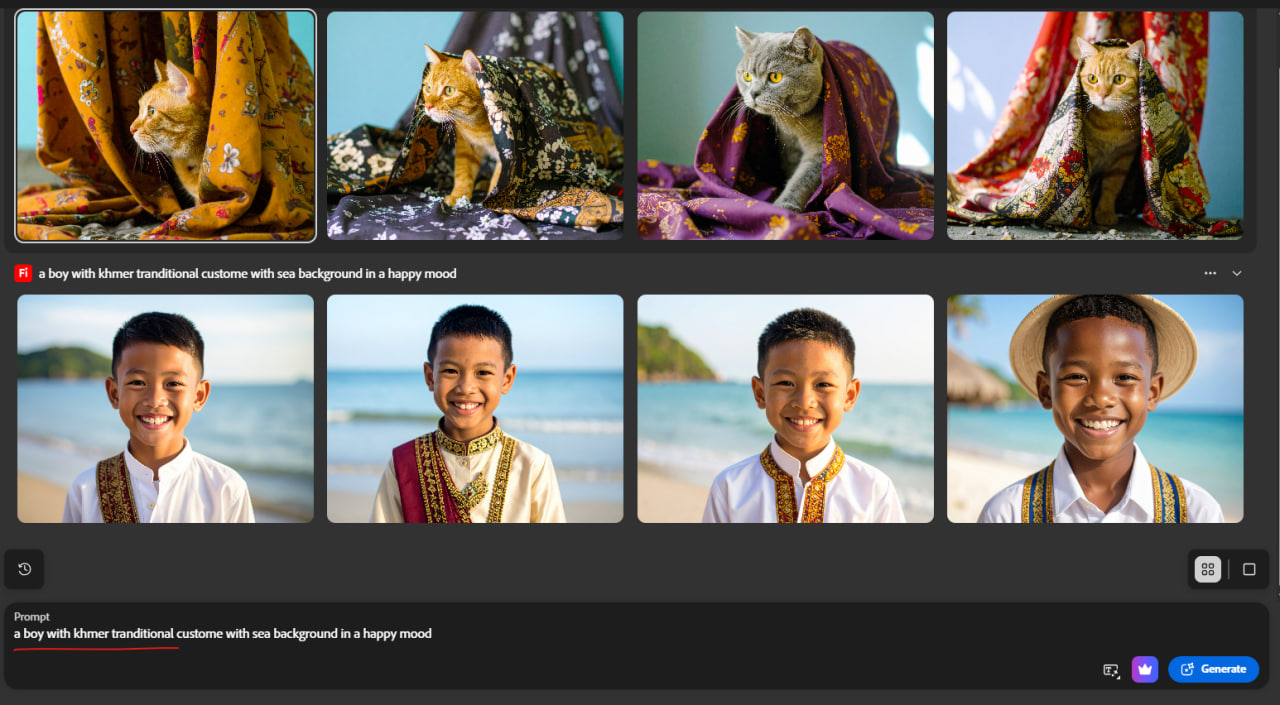 Fi a boy with khmer tranditional custome with sea background in a happy mood
Prompt
a boy with khmer tranditional custome with sea background in a happy mood
Generate